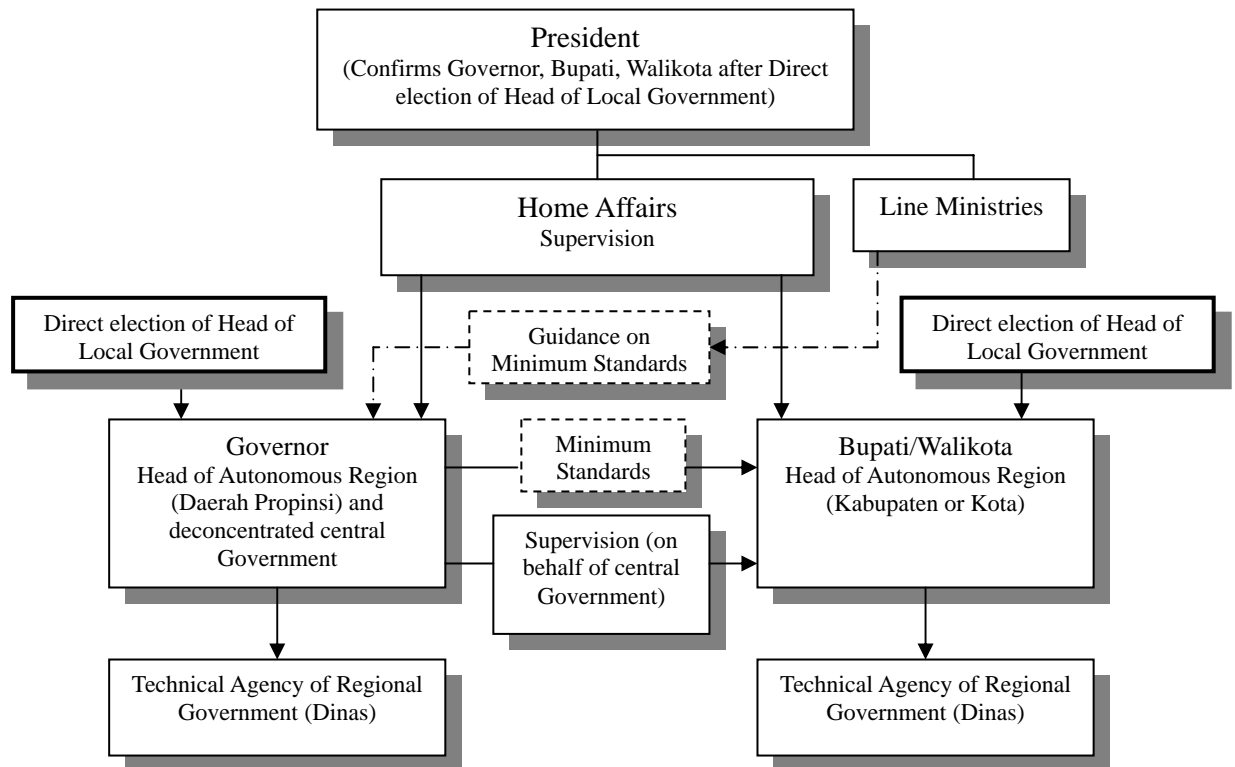 President
(Confirms Governor, Bupati, Walikota after Direct
election of Head of Local Government)
Home Affairs
Supervision
Line Ministries
Direct election of Head of
Local Government
Guidance on
Minimum Standards
Direct election of Head of
Local Government
Governor
Head of Autonomous Region
(Daerah Propinsi) and
deconcentrated central
Government
Minimum
Standards
Supervision (on
behalf of central
Government)
Bupati/Walikota
Head of Autonomous Region
(Kabupaten or Kota)
Technical Agency of Regional
Government (Dinas)
Technical Agency of Regional
Government (Dinas)